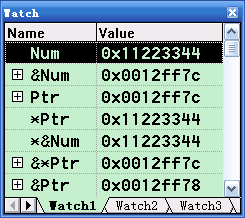 Watch
Name Value
Num 0x11223344
&Num 0x0012ff7c
Ptr 0x0012ff7c
*Ptr 0x11223344
*&Num 0x11223344
&*Ptr 0x0012ff7c
&Ptr 0x0012ff78
Watch1 Watch2 Watch3